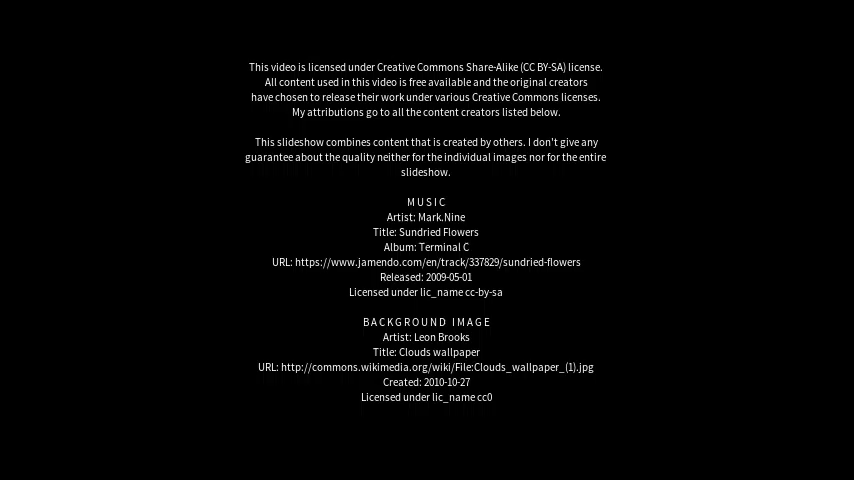 This video is licensed under Creative Commons Share-Alike (CC BY-SA) license.
All content used in this video is free available and the original creators
have chosen to release their work under various Creative Commons licenses.
My attributions go to all the content creators listed below.
This slideshow combines content that is created by others. I don't give any
guarantee about the quality neither for the individual images nor for the entire
slideshow.
MUSIC
Artist: Mark.Nine
Title: Sundried Flowers
Album: Terminal C
URL: https://www.jamendo.com/en/track/337829/sundried-flowers
Released: 2009-05-01
Licensed under lic_name cc-by-sa
BACKGROUND IMAGE
Artist: Leon Brooks
Title: Clouds wallpaper
URL: http://commons.wikimedia.org/wiki/File:Clouds_wallpaper_(1).jpg
Created: 2010-10-27
Licensed under lic_name cc0